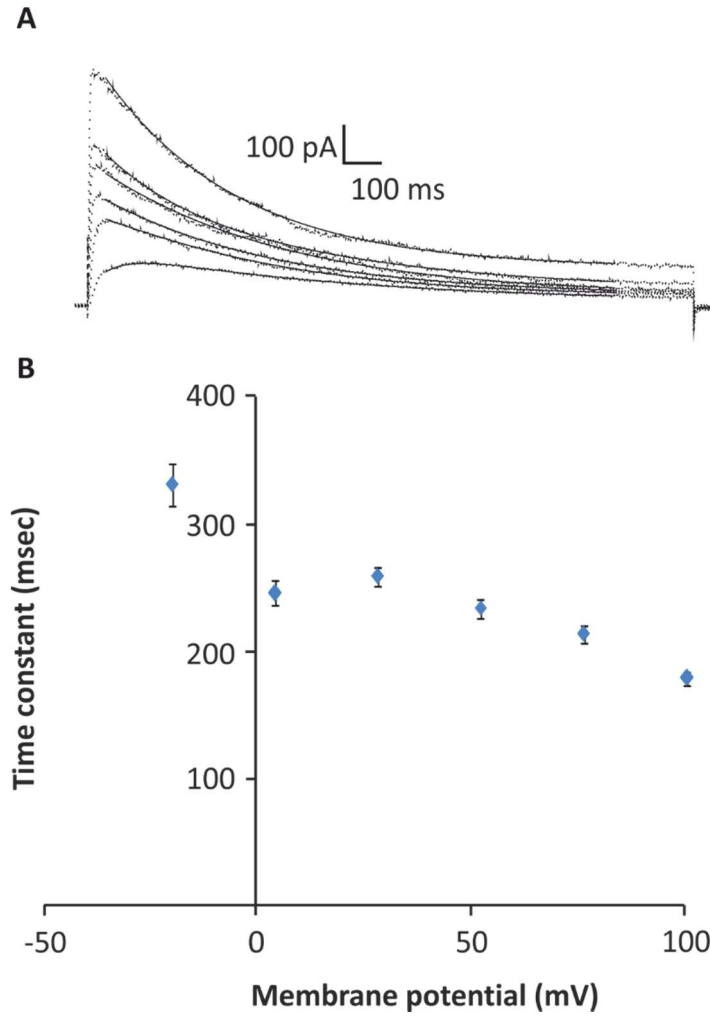 A
100 pA
100 ms
B
400
300
200
100
Time constant (msec)
-50
0
50
100
Membrane potential (mV)